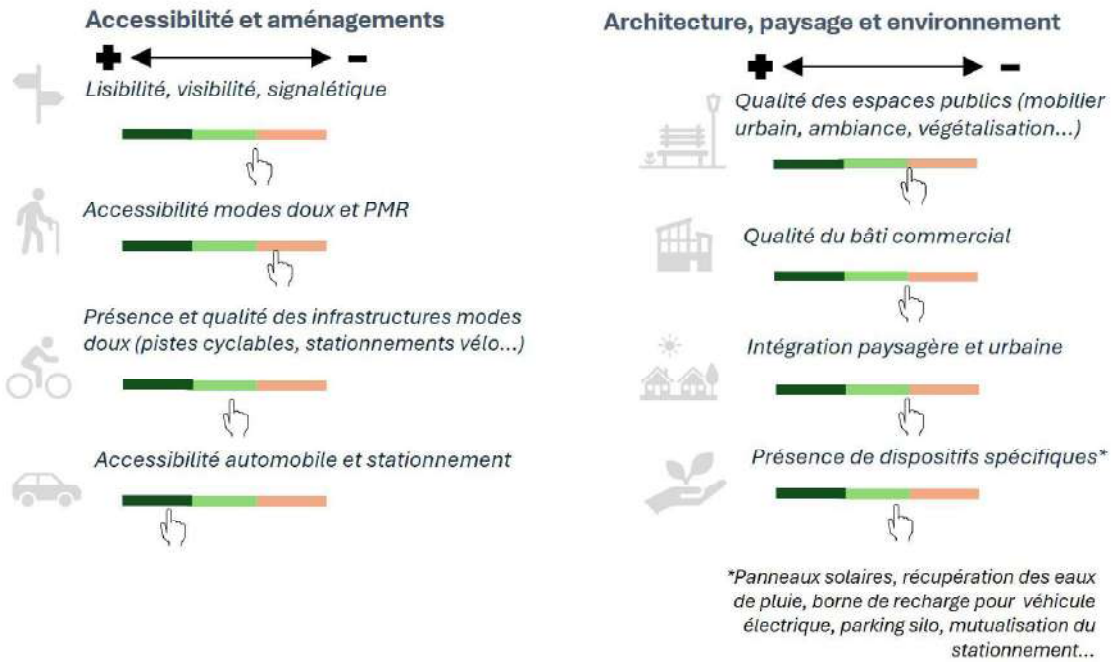 Accessibilité et aménagements
+ -
Lisibilité, visibilité, signalétique
Accessibilité modes doux et PMR
Présence et qualité des infrastructures modes
doux (pistes cyclables, stationnements vélo...)
Accessibilité automobile et stationnement
Architecture, paysage et environnement
+ -
Qualité des espaces publics (mobilier
urbain, ambiance, végétalisation...)
Qualité du bâti commercial
Intégration paysagère et urbaine
Présence de dispositifs spécifiques*
*Panneaux solaires, récupération des eaux
de pluie, borne de recharge pour véhicule
électrique, parking silo, mutualisation du
stationnement...